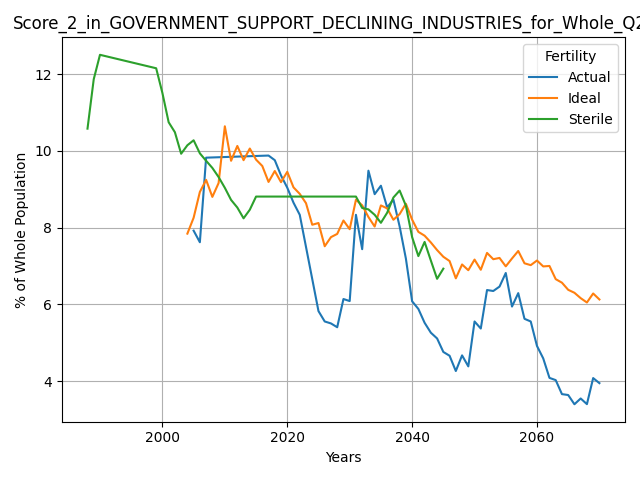 Score_2_in_GOVERNMENT_SUPPORT_DECLINING_INDUSTRIES_for_Whole_Q2
Fertility
Actual
Ideal
Sterile
% of Whole Population
12
10
8
6
4
2000 2020 2040 2060
Years